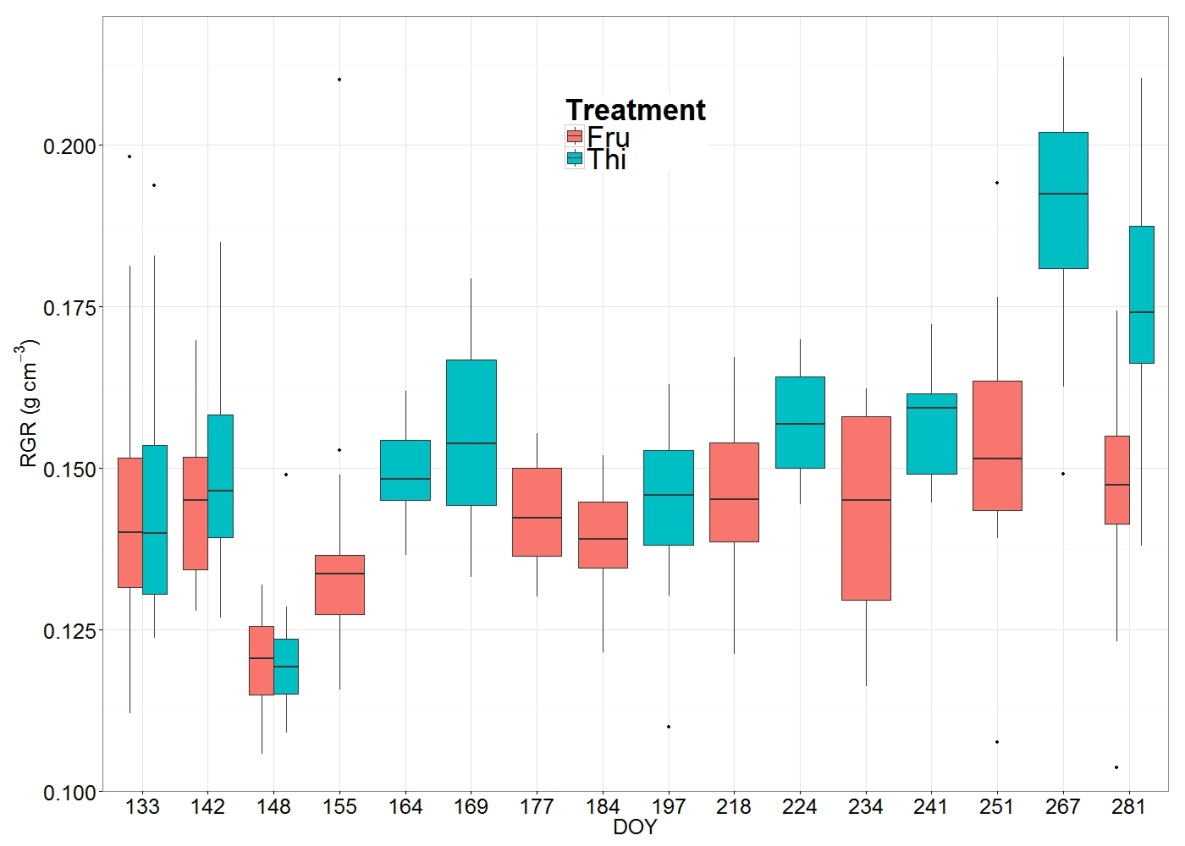 Treatment
Fru
Thi
RGR (g cm⁻³)
0.200
0.175
0.150
0.125
0.100
133 142 148 155 164 169 177 184 197 218 224 234 241 251 267 281
DOY